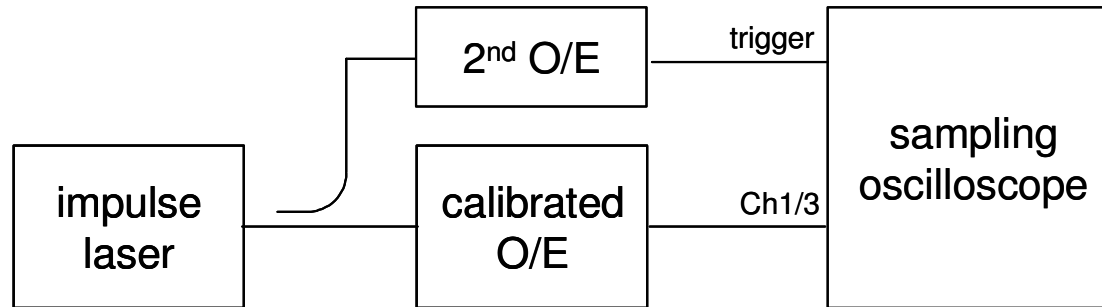 2nd O/E
trigger
sampling
oscilloscope
impulse
laser
calibrated
O/E
Ch1/3